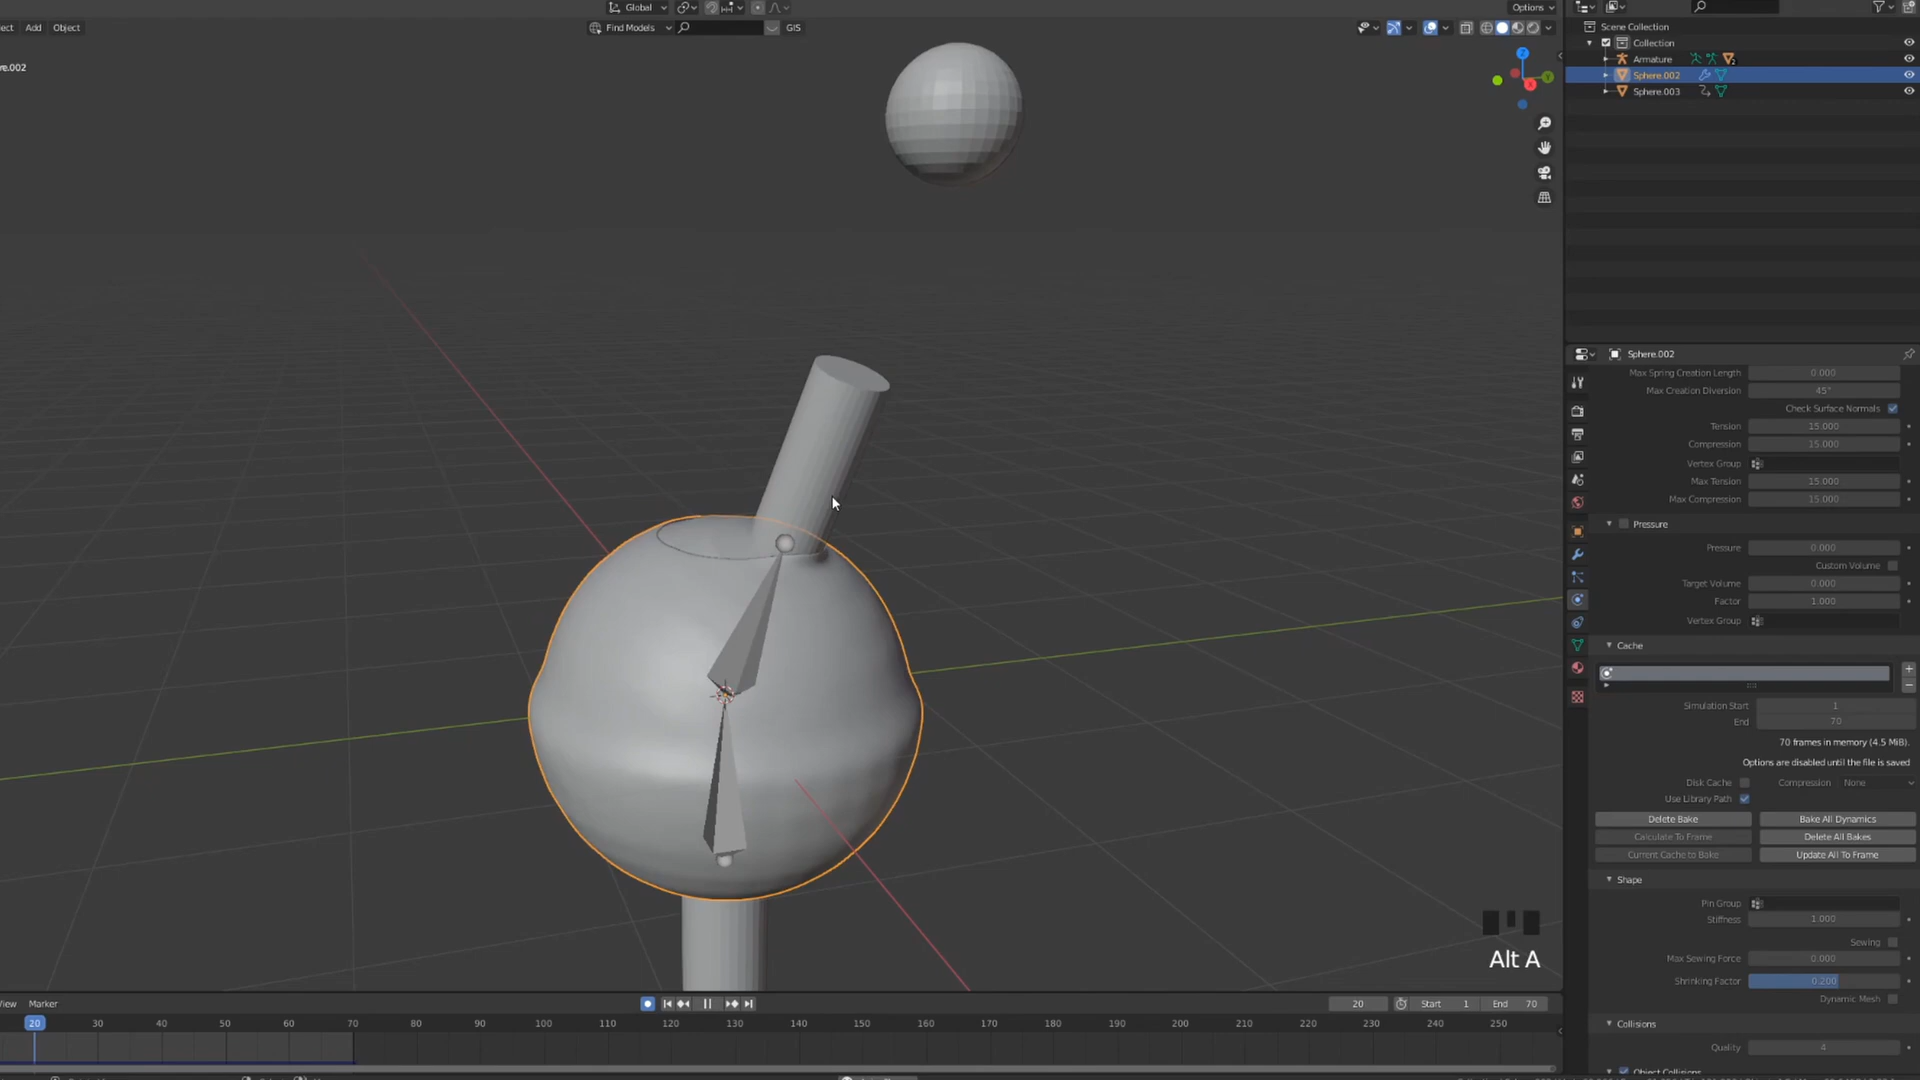 Global
Options
ect Add Object
Find Models
GIS
re.002
Scene Collection
Collection
Armature
Sphere.002
Sphere.003
Sphere.002
Max Spring Creation Length 0.000
Max Creation Diversion 45°
Check Surface Normals
Tension 15.000
Compression 15.000
Vertex Group
Max Tension 15.000
Max Compression 15.000
Pressure
Pressure 0.000
Custom Volume
Target Volume 0.000
Factor 1.000
Vertex Group
Cache
Simulation Start 1
End 70
70 frames in memory (4.5 MiB).
Options are disabled until the file is saved
Disk Cache Compression None
Use Library Path
Delete Bake Bake All Dynamics
Calculate To Frame Delete All Bakes
Current Cache to Bake Update All To Frame
Shape
Pin Group
Stiffness 1.000
Sewing
Max Sewing Force 0.000
Shrinking Factor 0.200
Dynamic Mesh
Collisions
Quality 4
Object Collisions
Alt A
View Marker
20 Start 1 End 70
20 30 40 50 60 70 80 90 100 110 120 130 140 150 160 170 180 190 200 210 220 230 240 250